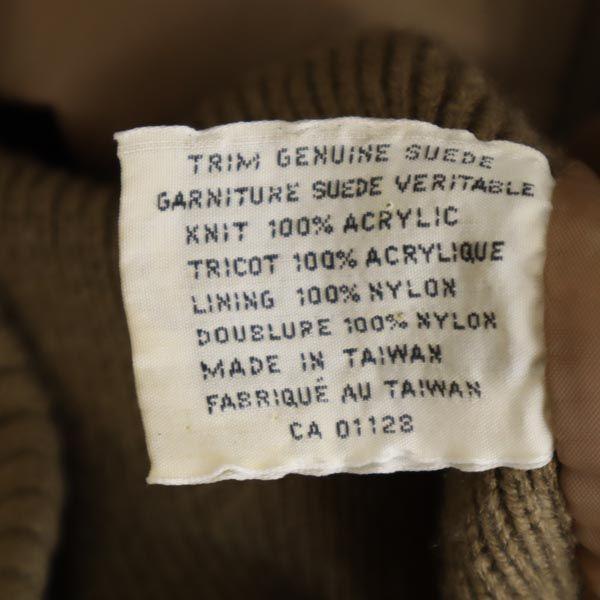 TRIM GENUINE SUEDE
GARNITURE SUEDE VERITABLE
KNIT 100% ACRYLIC
TRICOT 100% ACRYLIQUE
LINING 100% NYLON
DOUBLURE 100% NYLON
MADE IN TAIWAN
FABRIQUÉ AU TAIWAN
CA 01128